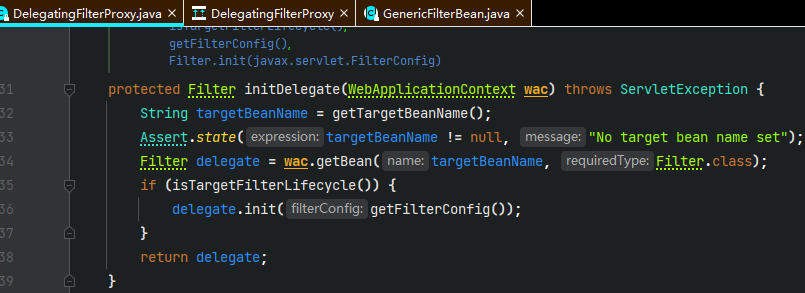 DelegatingFilterProxy.java × DelegatingFilterProxy × GenericFilterBean.java ×
isTargetFilterLifecycle(),
getFilterConfig(),
Filter.init(javax.servlet.FilterConfig)
31 protected Filter initDelegate(WebApplicationContext wac) throws ServletException {
32 String targetBeanName = getTargetBeanName();
33 Assert.state( expression: targetBeanName != null, message: "No target bean name set");
34 Filter delegate = wac.getBean( name: targetBeanName, requiredType: Filter.class);
35 if (isTargetFilterLifecycle()) {
36 delegate.init( filterConfig: getFilterConfig());
37 }
38 return delegate;
39 }